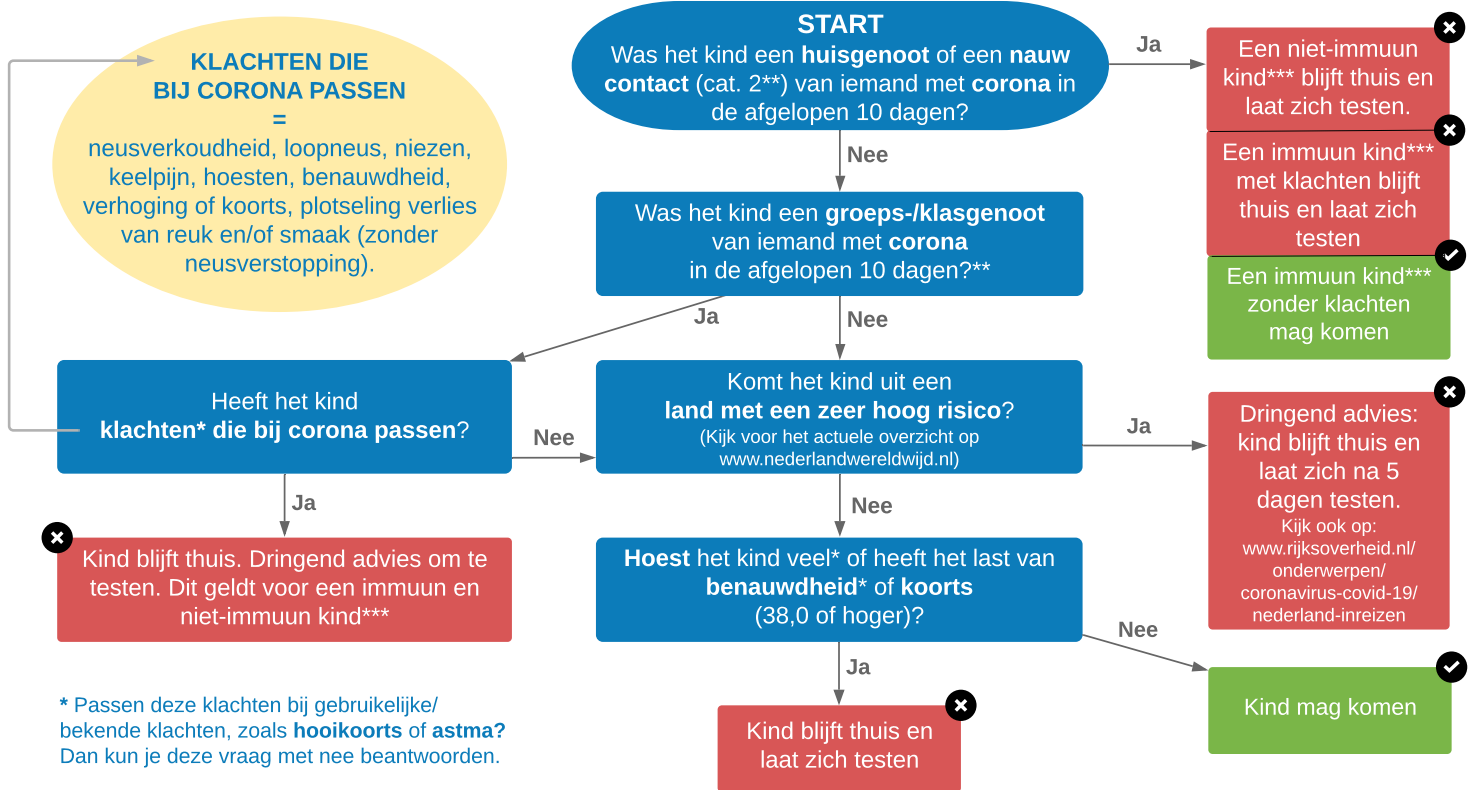 KLACHTEN DIE
BIJ CORONA PASSEN
=
neusverkoudheid, loopneus, niezen,
keelpijn, hoesten, benauwdheid,
verhoging of koorts, plotseling verlies
van reuk en/of smaak (zonder
neusverstopping).
START
Was het kind een huisgenoot of een nauw
contact (cat. 2**) van iemand met corona in
de afgelopen 10 dagen?
Ja
Een niet-immuun
kind*** blijft thuis en
laat zich testen.
Een immuun kind***
met klachten blijft
thuis en laat zich
testen
Een immuun kind***
zonder klachten
mag komen
Nee
Was het kind een groeps-/klasgenoot
van iemand met corona
in de afgelopen 10 dagen?**
Ja
Nee
Heeft het kind
klachten* die bij corona passen?
Nee
Ja
Kind blijft thuis. Dringend advies om te
testen. Dit geldt voor een immuun en
niet-immuun kind***
Komt het kind uit een
land met een zeer hoog risico?
(Kijk voor het actuele overzicht op
www.nederlandwereldwijd.nl)
Ja
Dringend advies:
kind blijft thuis en
laat zich na 5
dagen testen.
Kijk ook op:
www.rijksoverheid.nl/
onderwerpen/
coronavirus-covid-19/
nederland-inreizen
Nee
Hoest het kind veel* of heeft het last van
benauwdheid* of koorts
(38,0 of hoger)?
Nee
Kind mag komen
Ja
Kind blijft thuis en
laat zich testen
* Passen deze klachten bij gebruikelijke/
bekende klachten, zoals hooikoorts of astma?
Dan kun je deze vraag met nee beantwoorden.